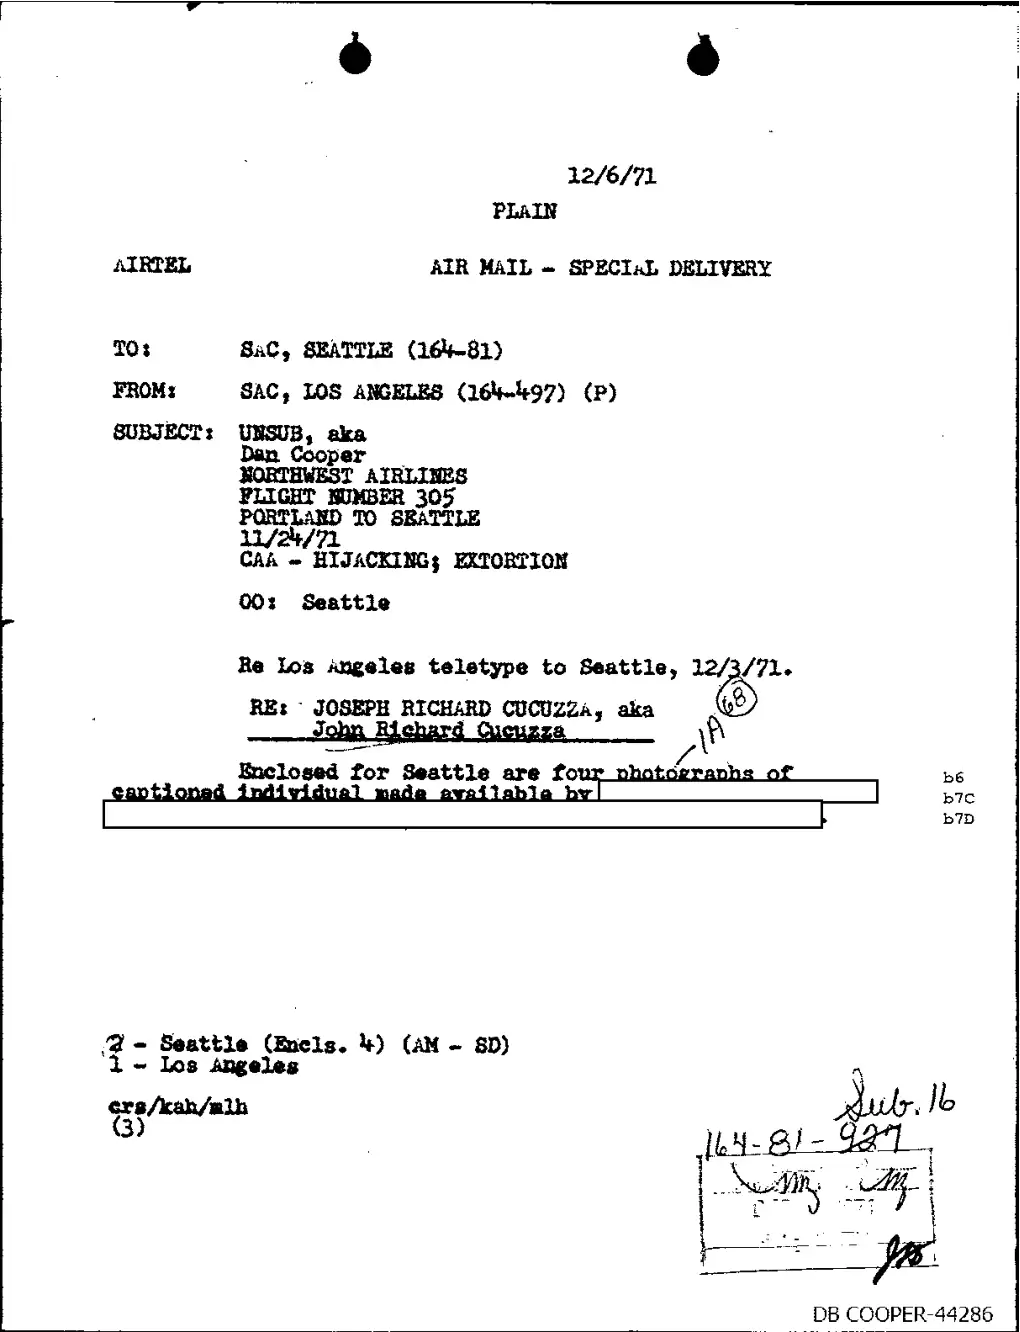 12/6/71
PLAIN
AIRTEL AIR MAIL - SPECIAL DELIVERY
TO: SAC, SEATTLE (164-81)
FROM: SAC, LOS ANGELES (164-497) (P)
SUBJECT: UNSUB, aka
Dan Cooper
NORTHWEST AIRLINES
FLIGHT NUMBER 305
PORTLAND TO SEATTLE
11/24/71
CAA - HIJACKING; EXTORTION
OO: Seattle
Re Los Angeles teletype to Seattle, 12/3/71.
RE: JOSEPH RICHARD CUCUZZA, aka
John Richard Cucuzza
1A 68
Enclosed for Seattle are four photographs of
captioned individual made available by
b6
b7C
b7D
2 - Seattle (Encls. 4) (AM - SD)
1 - Los Angeles
crs/kah/mlh
(3)
Sub. 16
164-81-927
DB COOPER-44286